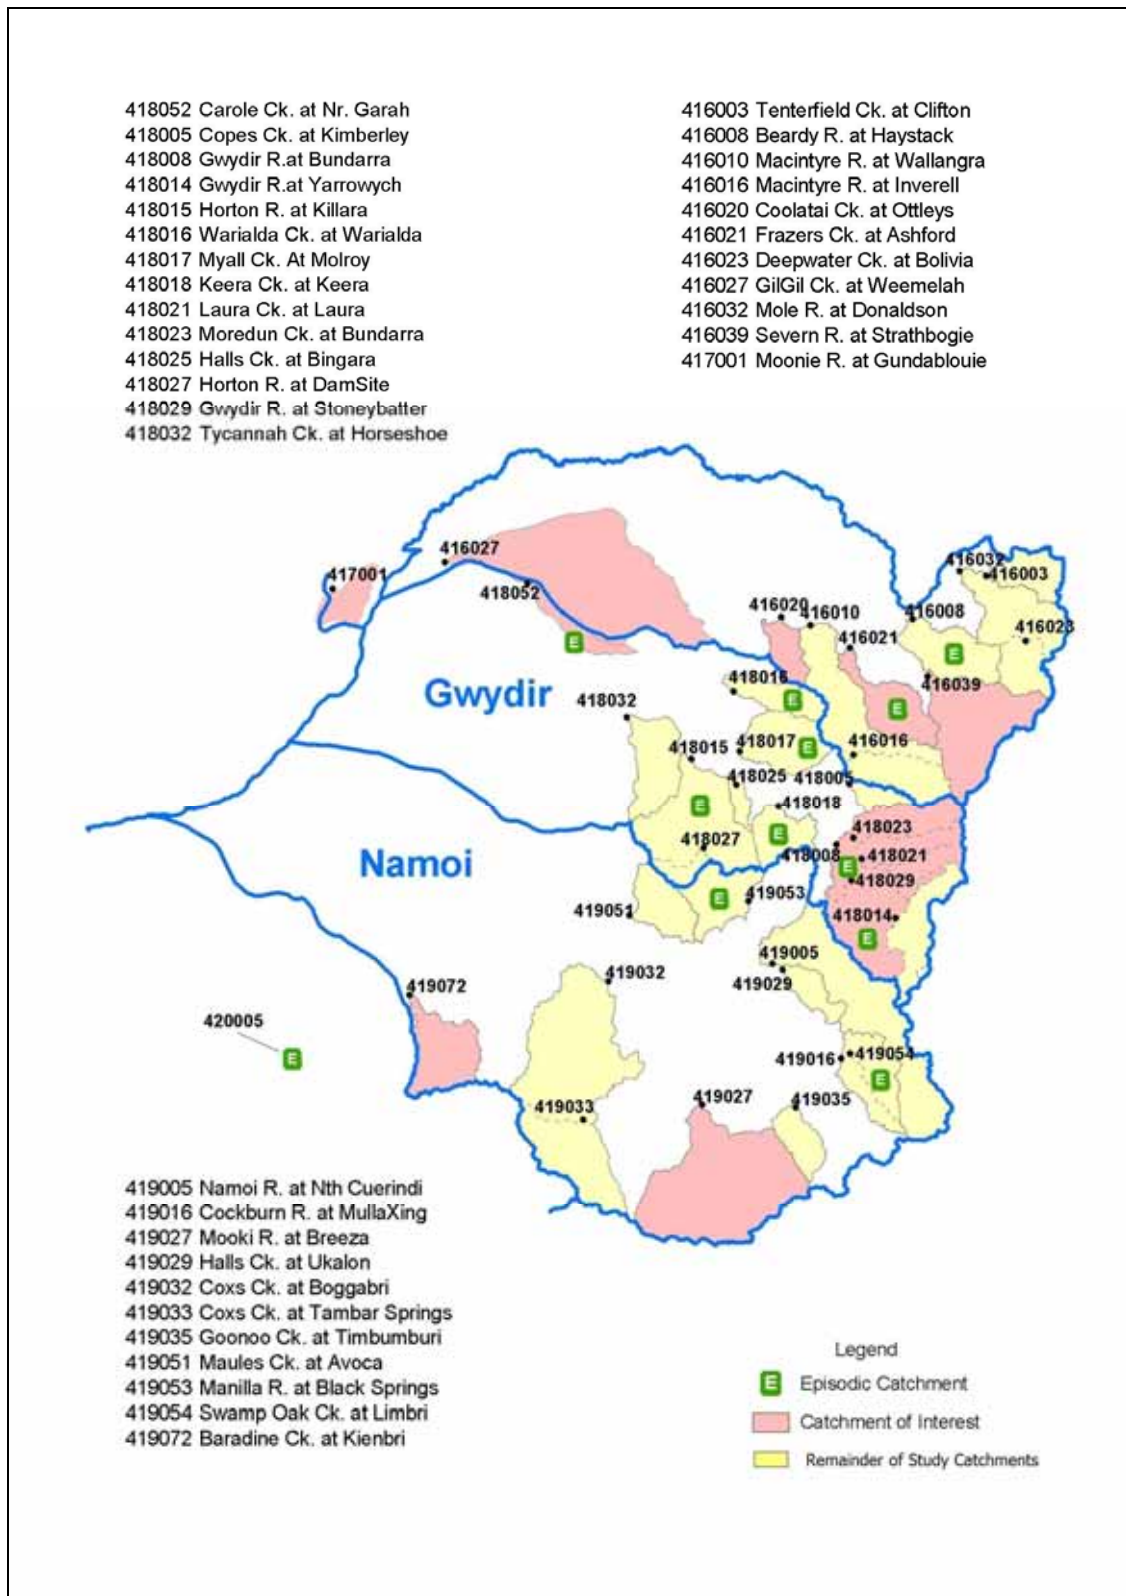 418052 Carole Ck. at Nr. Garah
418005 Copes Ck. at Kimberley
418008 Gwydir R.at Bundarra
418014 Gwydir R.at Yarrowych
418015 Horton R. at Killara
418016 Warialda Ck. at Warialda
418017 Myall Ck. At Molroy
418018 Keera Ck. at Keera
418021 Laura Ck. at Laura
418023 Moredun Ck. at Bundarra
418025 Halls Ck. at Bingara
418027 Horton R. at DamSite
418029 Gwydir R. at Stoneybatter
418032 Tycannah Ck. at Horseshoe
416003 Tenterfield Ck. at Clifton
416008 Beardy R. at Haystack
416010 Macintyre R. at Wallangra
416016 Macintyre R. at Inverell
416020 Coolatai Ck. at Ottleys
416021 Frazers Ck. at Ashford
416023 Deepwater Ck. at Bolivia
416027 GilGil Ck. at Weemelah
416032 Mole R. at Donaldson
416039 Severn R. at Strathbogie
417001 Moonie R. at Gundablouie
416027
416032
417001
416003
418052
416020
416010
416008
416021
416023
E
E
418016
416039
Gwydir
418032
E
E
418015
418017
E
416016
418025
418005
E
418018
418027
E
418023
418008
418021
Namoi
E
418029
419053
E
419051
418014
E
419005
419032
419029
419072
420005
E
419016
419054
E
419027
419035
419033
419005 Namoi R. at Nth Cuerindi
419016 Cockburn R. at MullaXing
419027 Mooki R. at Breeza
419029 Halls Ck. at Ukalon
419032 Coxs Ck. at Boggabri
419033 Coxs Ck. at Tambar Springs
419035 Goonoo Ck. at Timbumburi
419051 Maules Ck. at Avoca
419053 Manilla R. at Black Springs
419054 Swamp Oak Ck. at Limbri
419072 Baradine Ck. at Kienbri
Legend
E Episodic Catchment
Catchment of Interest
Remainder of Study Catchments